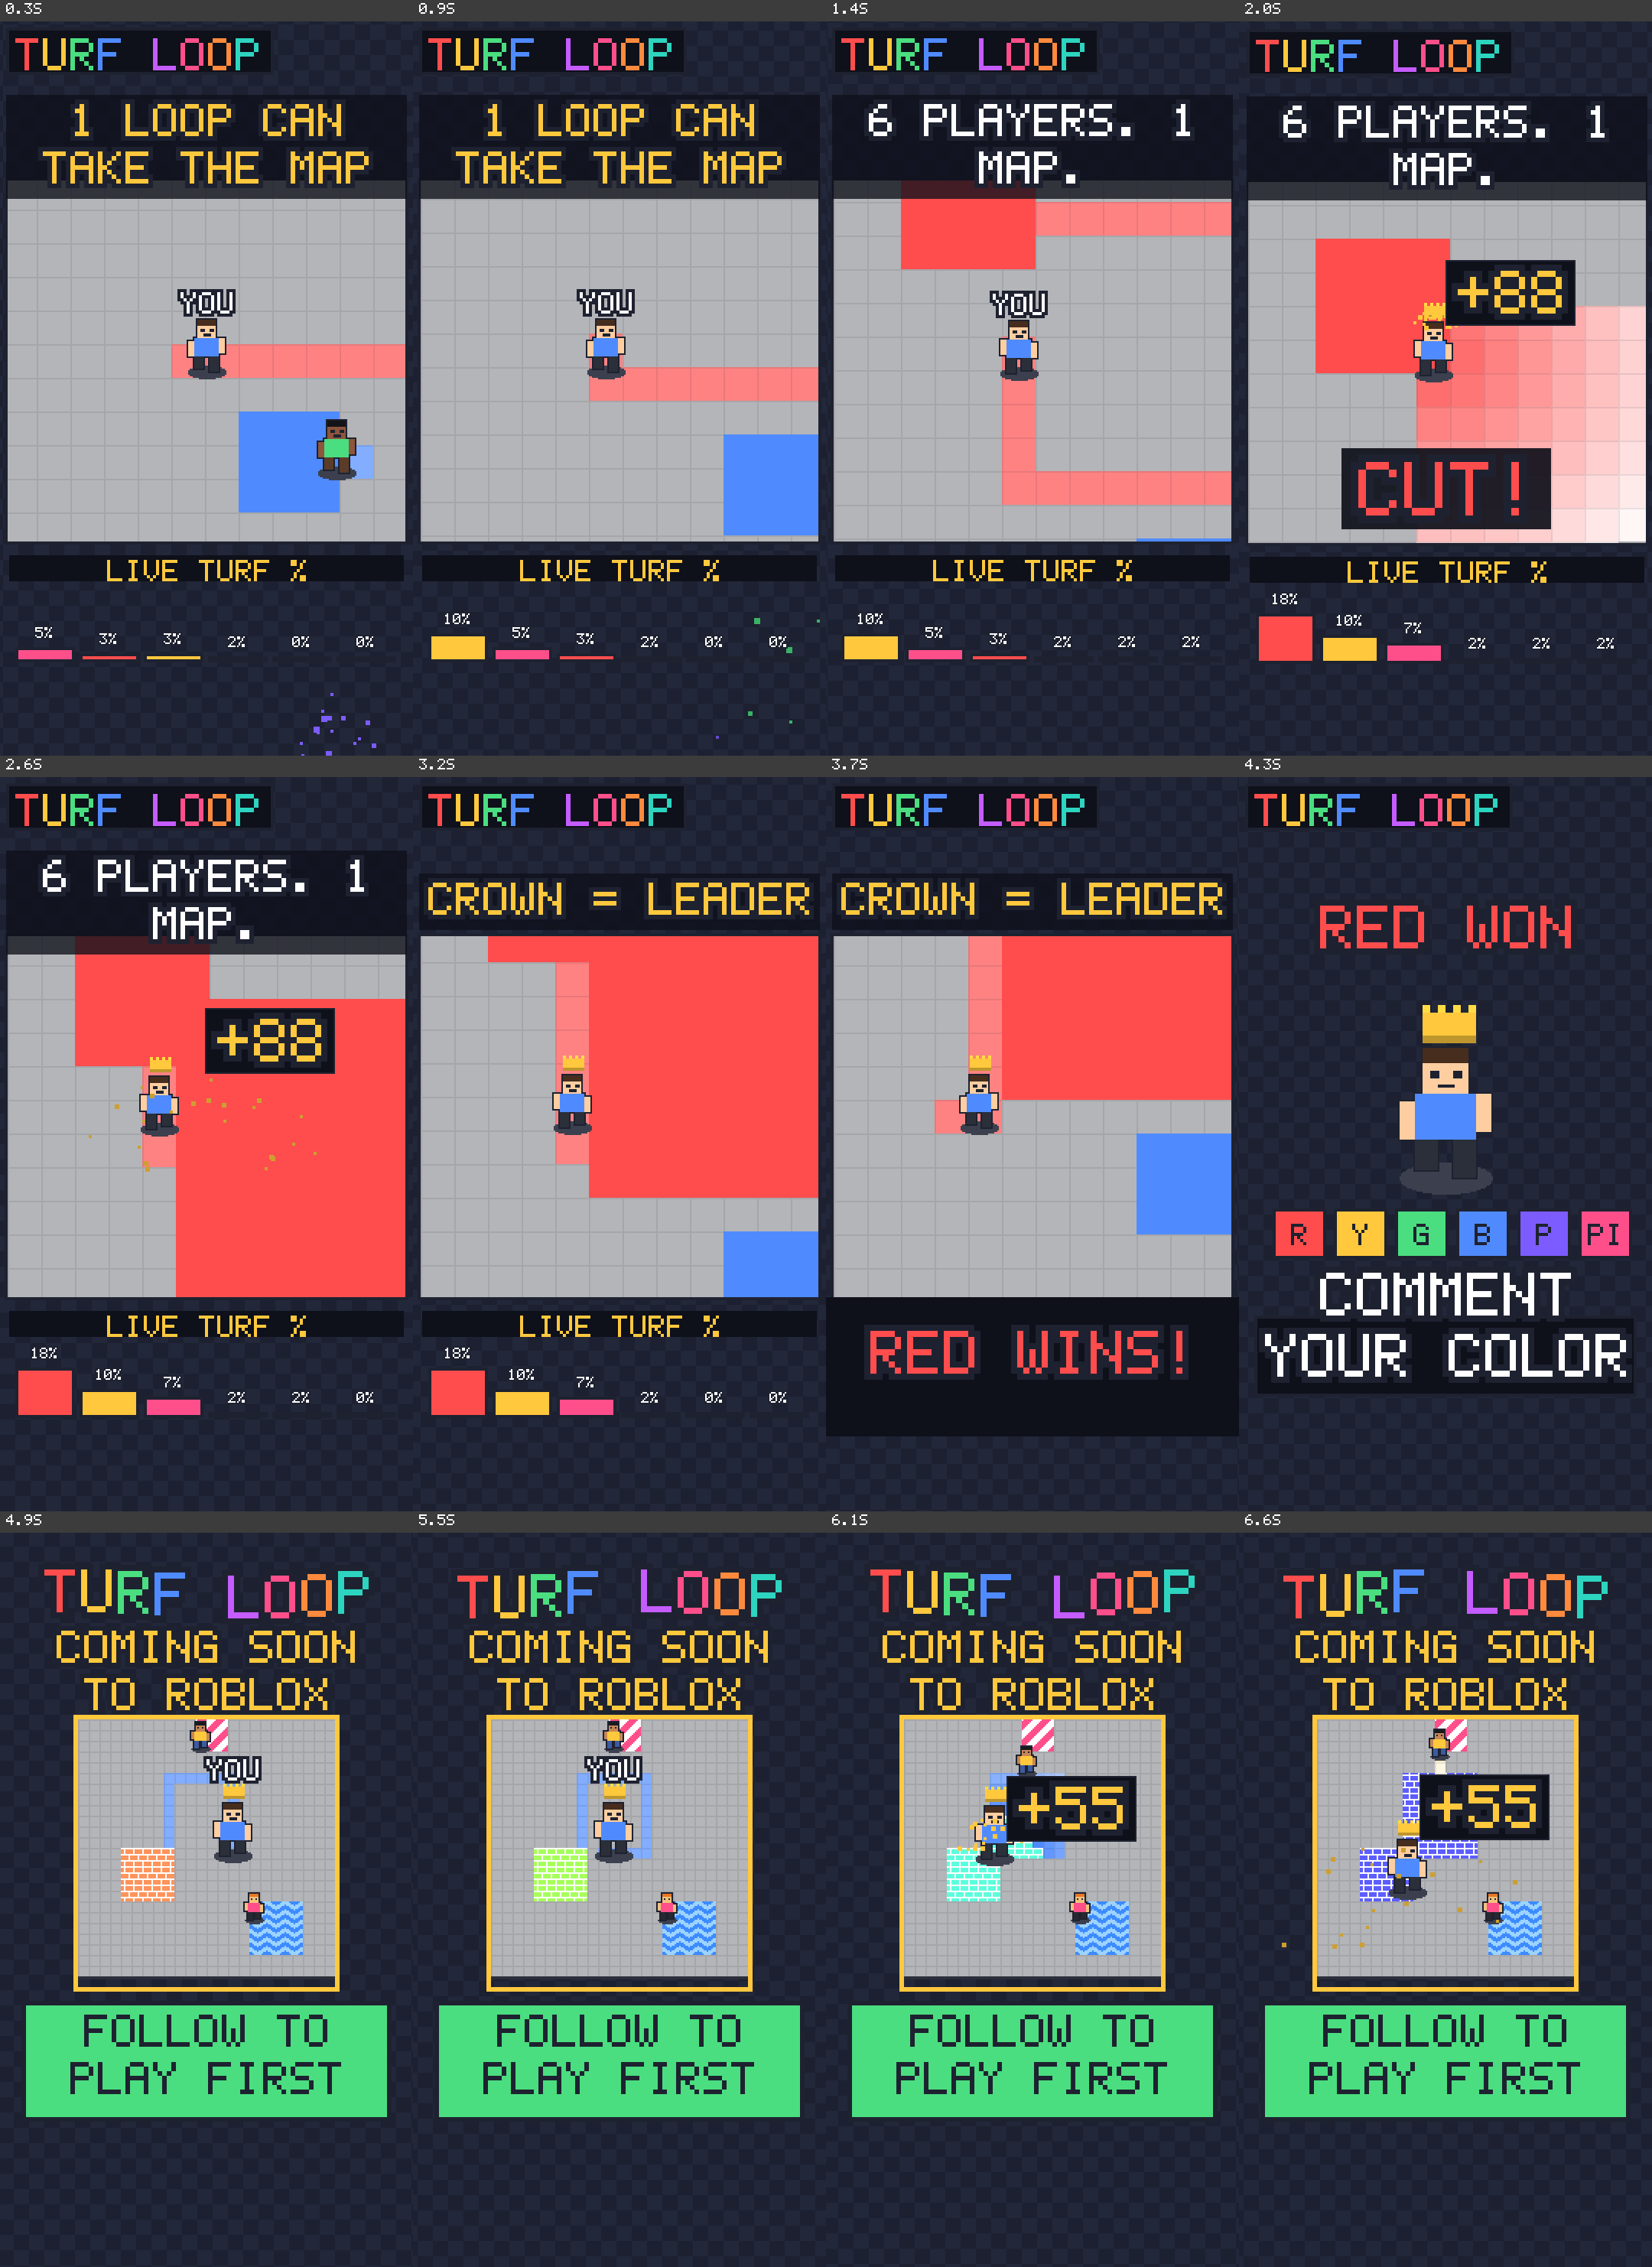 0.3S
TURF LOOP
1 LOOP CAN
TAKE THE MAP
YOU
LIVE TURF %
5% 3% 3% 2% 0% 0%
0.9S
TURF LOOP
1 LOOP CAN
TAKE THE MAP
YOU
LIVE TURF %
10% 5% 3% 2% 0% 0%
1.4S
TURF LOOP
6 PLAYERS. 1
MAP.
YOU
LIVE TURF %
10% 5% 3% 2% 2% 2%
2.0S
TURF LOOP
6 PLAYERS. 1
MAP.
+88
CUT!
LIVE TURF %
18% 10% 7% 2% 2% 2%
2.6S
TURF LOOP
6 PLAYERS. 1
MAP.
+88
LIVE TURF %
18% 10% 7% 2% 2% 0%
3.2S
TURF LOOP
CROWN = LEADER
LIVE TURF %
18% 10% 7% 2% 0% 0%
3.7S
TURF LOOP
CROWN = LEADER
RED WINS!
4.3S
TURF LOOP
RED WON
R Y G B P PI
COMMENT
YOUR COLOR
4.9S
TURF LOOP
COMING SOON
TO ROBLOX
YOU
FOLLOW TO
PLAY FIRST
5.5S
TURF LOOP
COMING SOON
TO ROBLOX
YOU
FOLLOW TO
PLAY FIRST
6.1S
TURF LOOP
COMING SOON
TO ROBLOX
+55
FOLLOW TO
PLAY FIRST
6.6S
TURF LOOP
COMING SOON
TO ROBLOX
+55
FOLLOW TO
PLAY FIRST